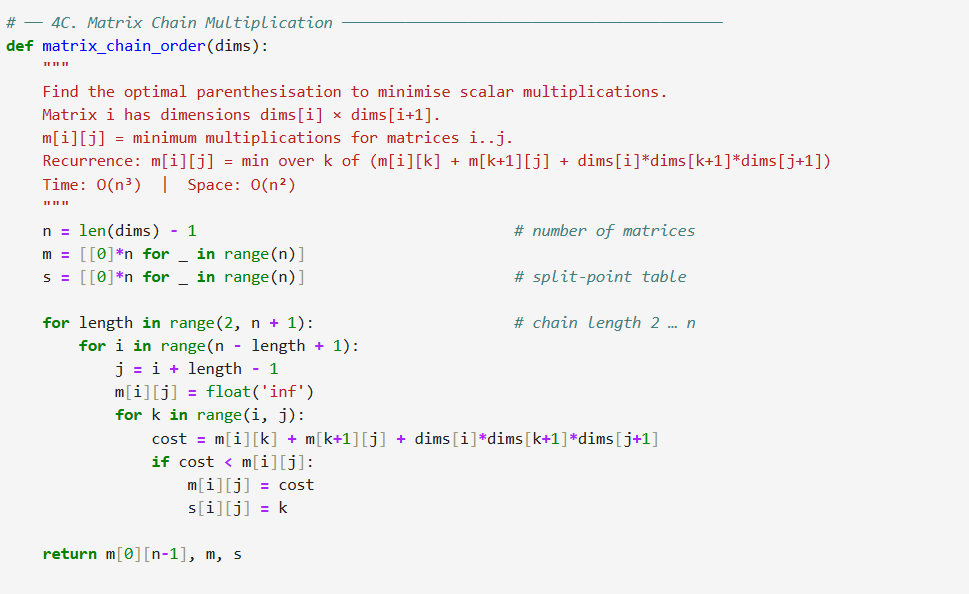 # ── 4C. Matrix Chain Multiplication ──────────────────────────────────────────
def matrix_chain_order(dims):
    """
    Find the optimal parenthesisation to minimise scalar multiplications.
    Matrix i has dimensions dims[i] × dims[i+1].
    m[i][j] = minimum multiplications for matrices i..j.
    Recurrence: m[i][j] = min over k of (m[i][k] + m[k+1][j] + dims[i]*dims[k+1]*dims[j+1])
    Time: O(n³)  |  Space: O(n²)
    """
    n = len(dims) - 1                                   # number of matrices
    m = [[0]*n for _ in range(n)]
    s = [[0]*n for _ in range(n)]                       # split-point table

    for length in range(2, n + 1):                      # chain length 2 … n
        for i in range(n - length + 1):
            j = i + length - 1
            m[i][j] = float('inf')
            for k in range(i, j):
                cost = m[i][k] + m[k+1][j] + dims[i]*dims[k+1]*dims[j+1]
                if cost < m[i][j]:
                    m[i][j] = cost
                    s[i][j] = k

    return m[0][n-1], m, s